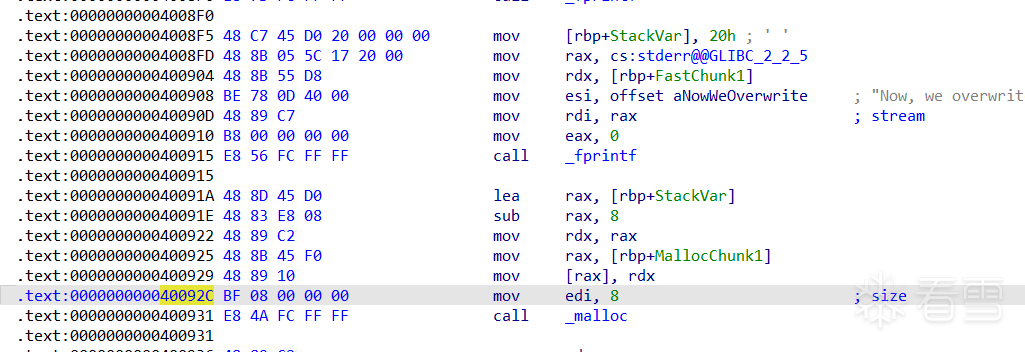 .text:00000000004008F0
.text:00000000004008F5 48 C7 45 D0 20 00 00 00 mov [rbp+StackVar], 20h ; ' '
.text:00000000004008FD 48 8B 05 5C 17 20 00 mov rax, cs:stderr@@GLIBC_2_2_5
.text:0000000000400904 48 8B 55 D8 mov rdx, [rbp+FastChunk1]
.text:0000000000400908 BE 78 0D 40 00 mov esi, offset aNowWeOverwrite ; "Now, we overwrit
.text:000000000040090D 48 89 C7 mov rdi, rax ; stream
.text:0000000000400910 B8 00 00 00 00 mov eax, 0
.text:0000000000400915 E8 56 FC FF FF call _fprintf
.text:0000000000400915
.text:000000000040091A 48 8D 45 D0 lea rax, [rbp+StackVar]
.text:000000000040091E 48 83 E8 08 sub rax, 8
.text:0000000000400922 48 89 C2 mov rdx, rax
.text:0000000000400925 48 8B 45 F0 mov rax, [rbp+MallocChunk1]
.text:0000000000400929 48 89 10 mov [rax], rdx
.text:000000000040092C BF 08 00 00 00 mov edi, 8 ; size
.text:0000000000400931 E8 4A FC FF FF call _malloc
.text:0000000000400931
看雪